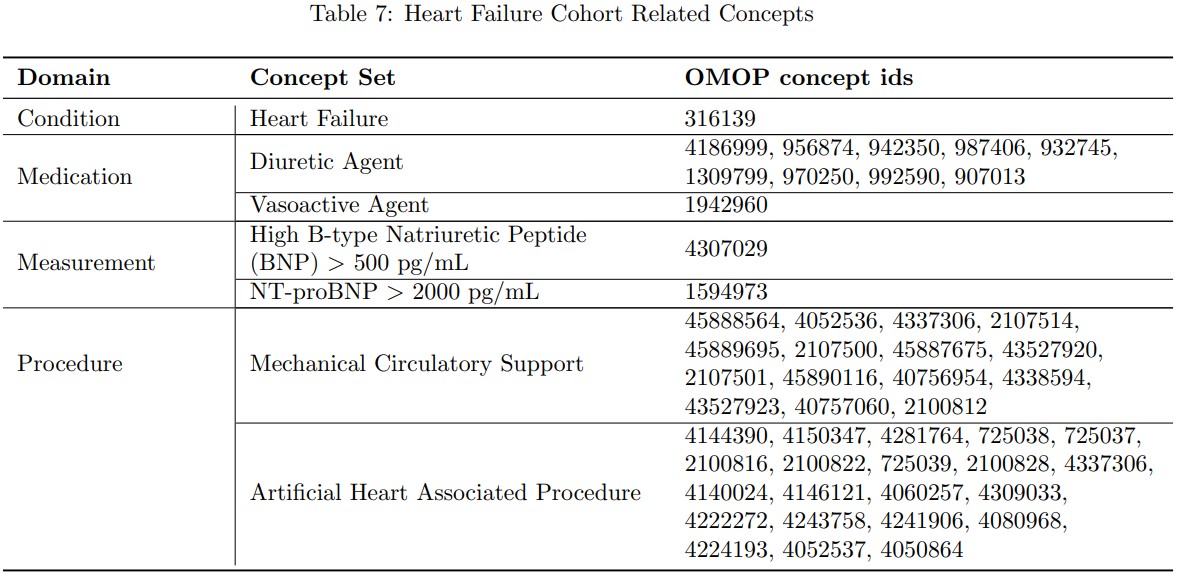 Table 7: Heart Failure Cohort Related Concepts
Domain Concept Set OMOP concept ids
Condition Heart Failure 316139
Medication Diuretic Agent 4186999, 956874, 942350, 987406, 932745,
1309799, 970250, 992590, 907013
Vasoactive Agent 1942960
Measurement High B-type Natriuretic Peptide
(BNP) > 500 pg/mL 4307029
NT-proBNP > 2000 pg/mL 1594973
Procedure Mechanical Circulatory Support 45888564, 4052536, 4337306, 2107514,
45889695, 2107500, 45887675, 43527920,
2107501, 45890116, 40756954, 4338594,
43527923, 40757060, 2100812
Artificial Heart Associated Procedure 4144390, 4150347, 4281764, 725038, 725037,
2100816, 2100822, 725039, 2100828, 4337306,
4140024, 4146121, 4060257, 4309033,
4222272, 4243758, 4241906, 4080968,
4224193, 4052537, 4050864